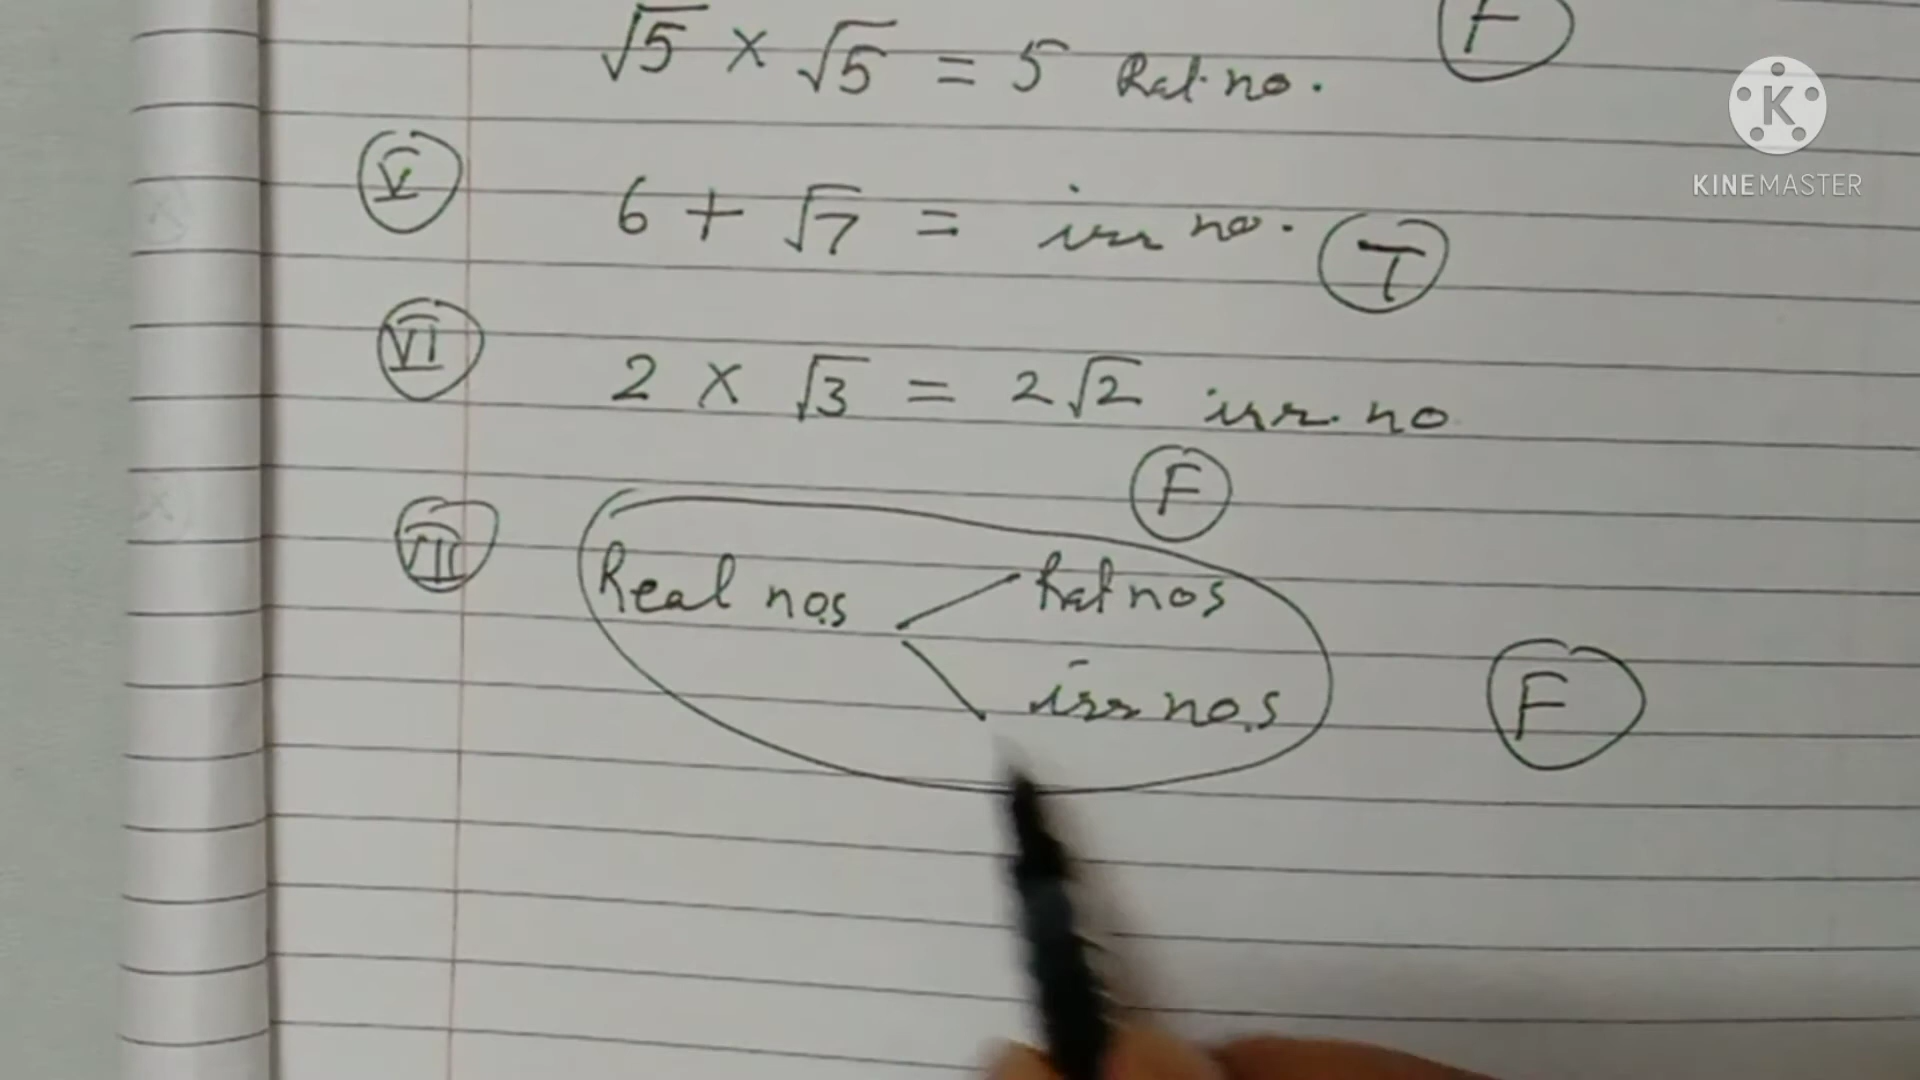 √5 × √5 = 5 Rat. no. F
V 6 + √7 = irr no. T
VI 2 × √3 = 2√2 irr. no
F
VII Real nos Rat nos
irr nos F
K
KINEMASTER